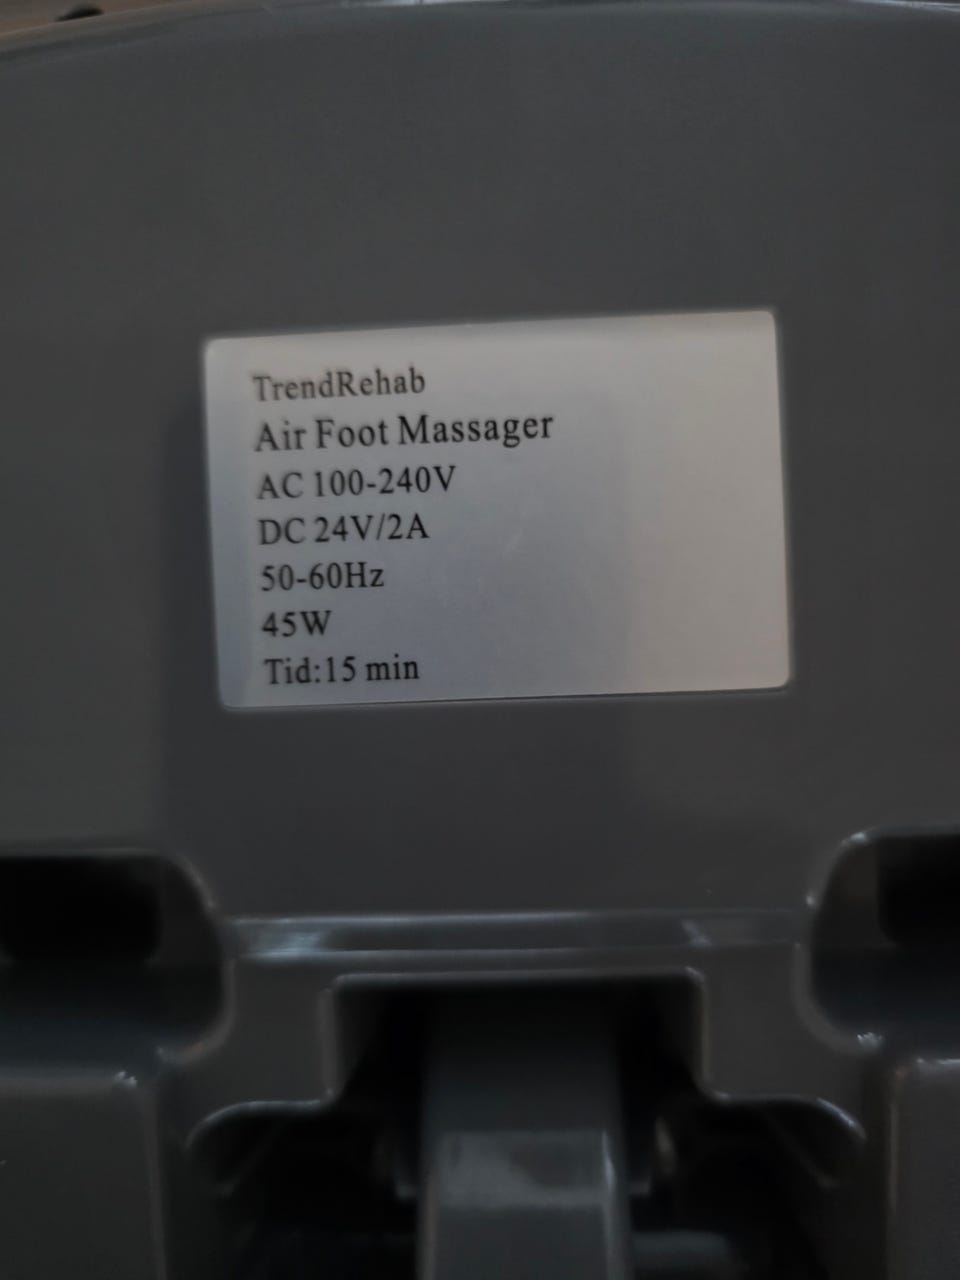 TrendRehab
Air Foot Massager
AC 100-240V
DC 24V/2A
50-60Hz
45W
Tid:15 min